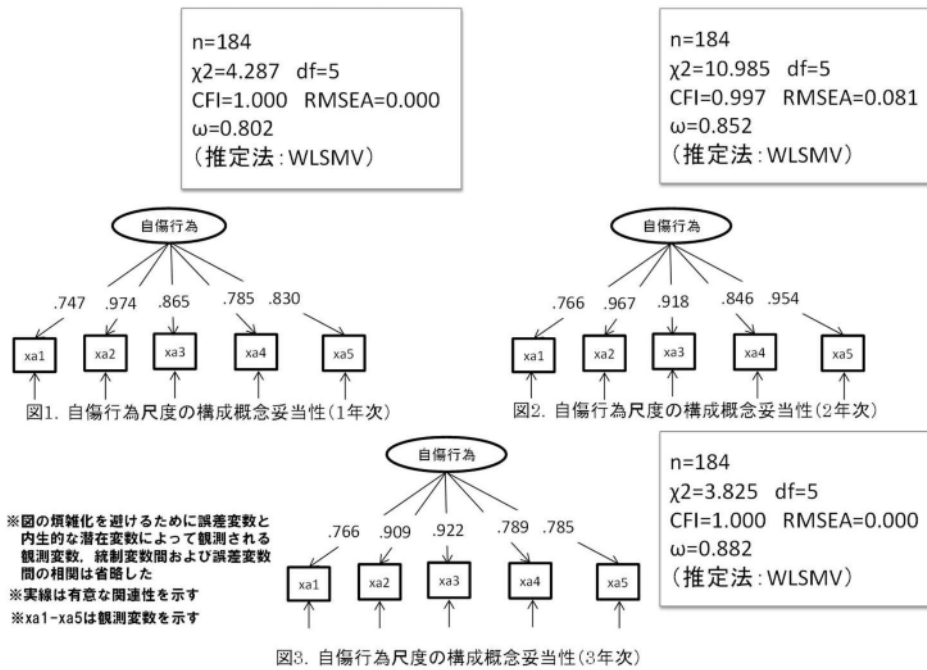 n=184
χ2=4.287 df=5
CFI=1.000 RMSEA=0.000
ω=0.802
（推定法：WLSMV）
n=184
χ2=10.985 df=5
CFI=0.997 RMSEA=0.081
ω=0.852
（推定法：WLSMV）
自傷行為
.747 .974 .865 .785 .830
xa1 xa2 xa3 xa4 xa5
図1. 自傷行為尺度の構成概念妥当性(1年次)
自傷行為
.766 .967 .918 .846 .954
xa1 xa2 xa3 xa4 xa5
図2. 自傷行為尺度の構成概念妥当性(2年次)
自傷行為
.766 .909 .922 .789 .785
xa1 xa2 xa3 xa4 xa5
図3. 自傷行為尺度の構成概念妥当性(3年次)
n=184
χ2=3.825 df=5
CFI=1.000 RMSEA=0.000
ω=0.882
（推定法：WLSMV）
※図の煩雑化を避けるために誤差変数と
内生的な潜在変数によって観測される
観測変数，統制変数間および誤差変数
間の相関は省略した
※実線は有意な関連性を示す
※xa1-xa5は観測変数を示す